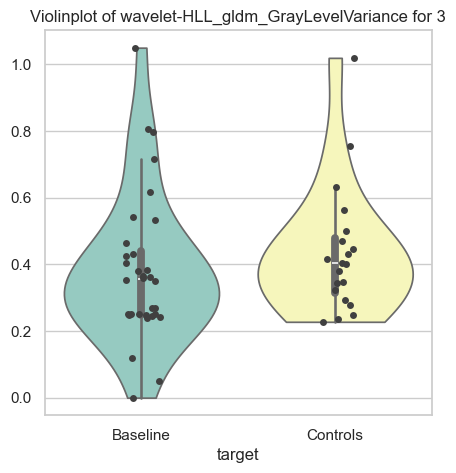 Violinplot of wavelet-HLL_gldm_GrayLevelVariance for 3
1.0
0.8
0.6
0.4
0.2
0.0
Baseline
Controls
target